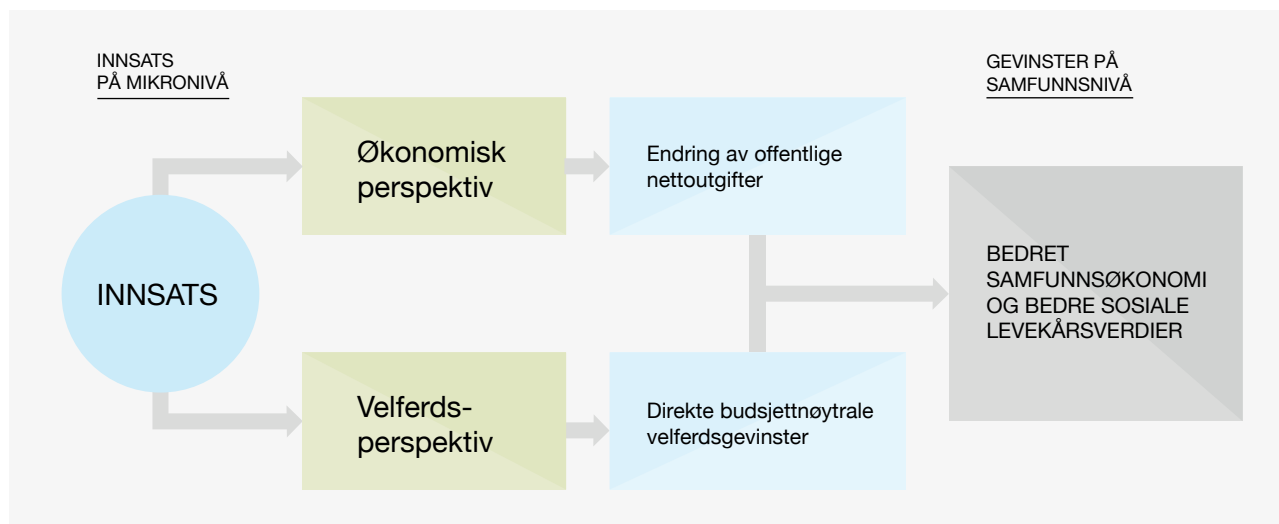 INNSATS
PÅ MIKRONIVÅ
GEVINSTER PÅ
SAMFUNNSNIVÅ
Økonomisk
perspektiv
Endring av offentlige
nettoutgifter
INNSATS
BEDRET
SAMFUNNSØKONOMI
OG BEDRE SOSIALE
LEVEKÅRSVERDIER
Velferds-
perspektiv
Direkte budsjettnøytrale
velferdsgevinster